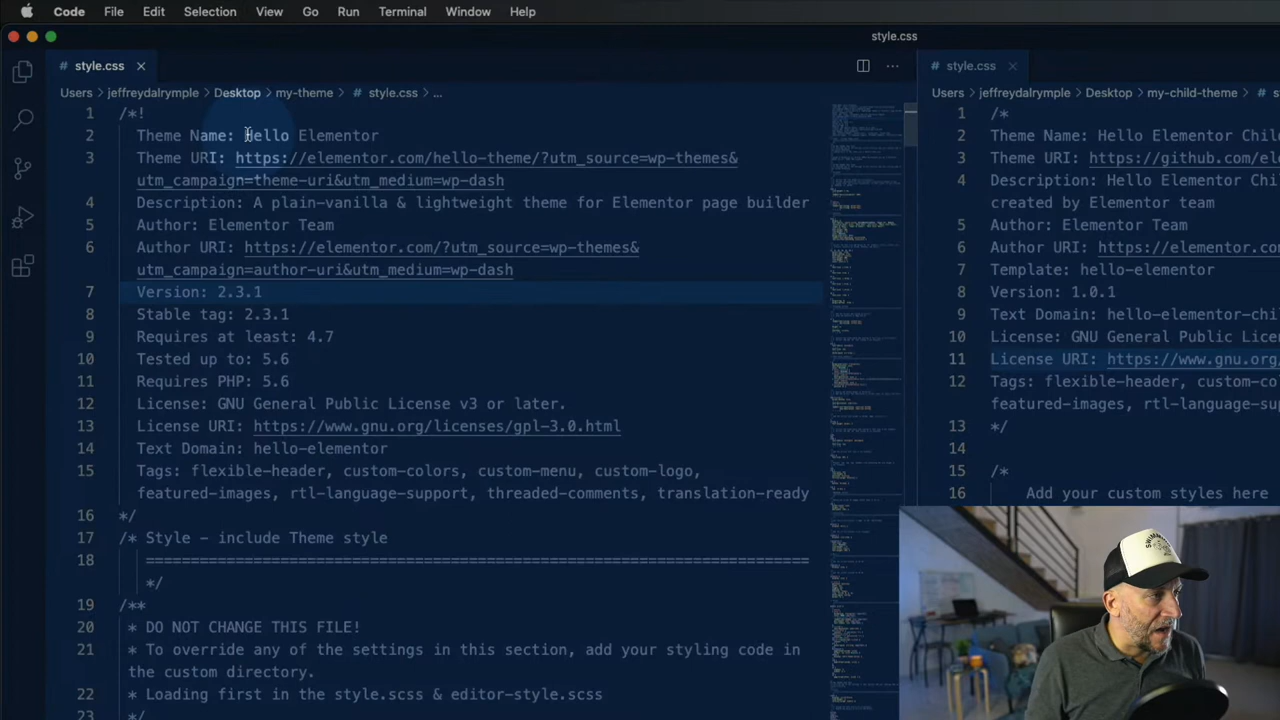 Code File Edit Selection View Go Run Terminal Window Help
style.css
style.css
Users > jeffreydalrymple > Desktop > my-theme > # style.css > ...
1 /*!
2 Theme Name: Hello Elementor
3 Theme URI: https://elementor.com/hello-theme/?utm_source=wp-themes&
utm_campaign=theme-uri&utm_medium=wp-dash
4 Description: A plain-vanilla & lightweight theme for Elementor page builder
5 Author: Elementor Team
6 Author URI: https://elementor.com/?utm_source=wp-themes&
utm_campaign=author-uri&utm_medium=wp-dash
7 Version: 2.3.1
8 Stable tag: 2.3.1
9 Requires at least: 4.7
10 Tested up to: 5.6
11 Requires PHP: 5.6
12 License: GNU General Public License v3 or later.
13 License URI: https://www.gnu.org/licenses/gpl-3.0.html
14 Text Domain: hello-elementor
15 Tags: flexible-header, custom-colors, custom-menu, custom-logo,
featured-images, rtl-language-support, threaded-comments, translation-ready
16 */
17 /* Style - include Theme style
18 ==========================================================================
*/
19 /**
20 * DO NOT CHANGE THIS FILE!
21 * To override any of the settings in this section, add your styling code in
the custom directory.
22 * Loading first in the style.scss & editor-style.scss
23 */
# style.css
Users > jeffreydalrymple > Desktop > my-child-theme > #
1 /*
2 Theme Name: Hello Elementor Chil
3 Theme URI: https://github.com/el
4 Description: Hello Elementor Chi
created by Elementor team
5 Author: Elementor Team
6 Author URI: https://elementor.co
7 Template: hello-elementor
8 Version: 1.0.1
9 Text Domain: hello-elementor-chi
10 License: GNU General Public Lice
11 License URI: https://www.gnu.org
12 Tags: flexible-header, custom-co
featured-images, rtl-language-sup
13 */
14
15 /*
16 Add your custom styles here